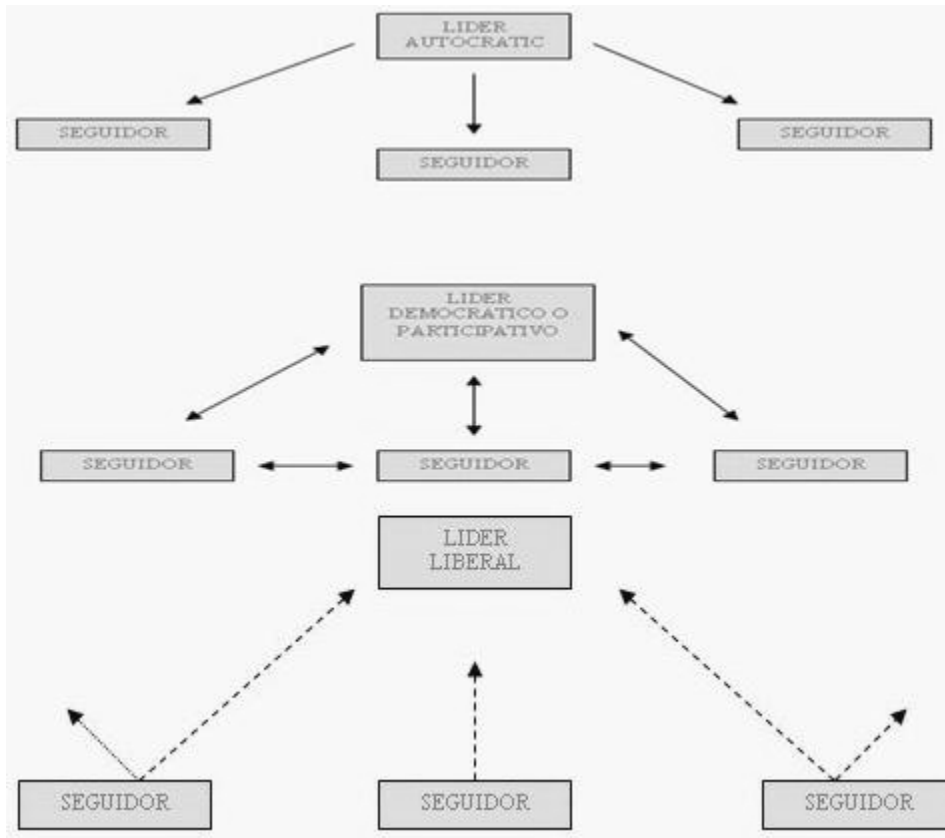 LIDER
AUTOCRATIC
SEGUIDOR
SEGUIDOR
SEGUIDOR
LIDER
DEMOCRATICO O
PARTICIPATIVO
SEGUIDOR
SEGUIDOR
SEGUIDOR
LIDER
LIBERAL
SEGUIDOR
SEGUIDOR
SEGUIDOR